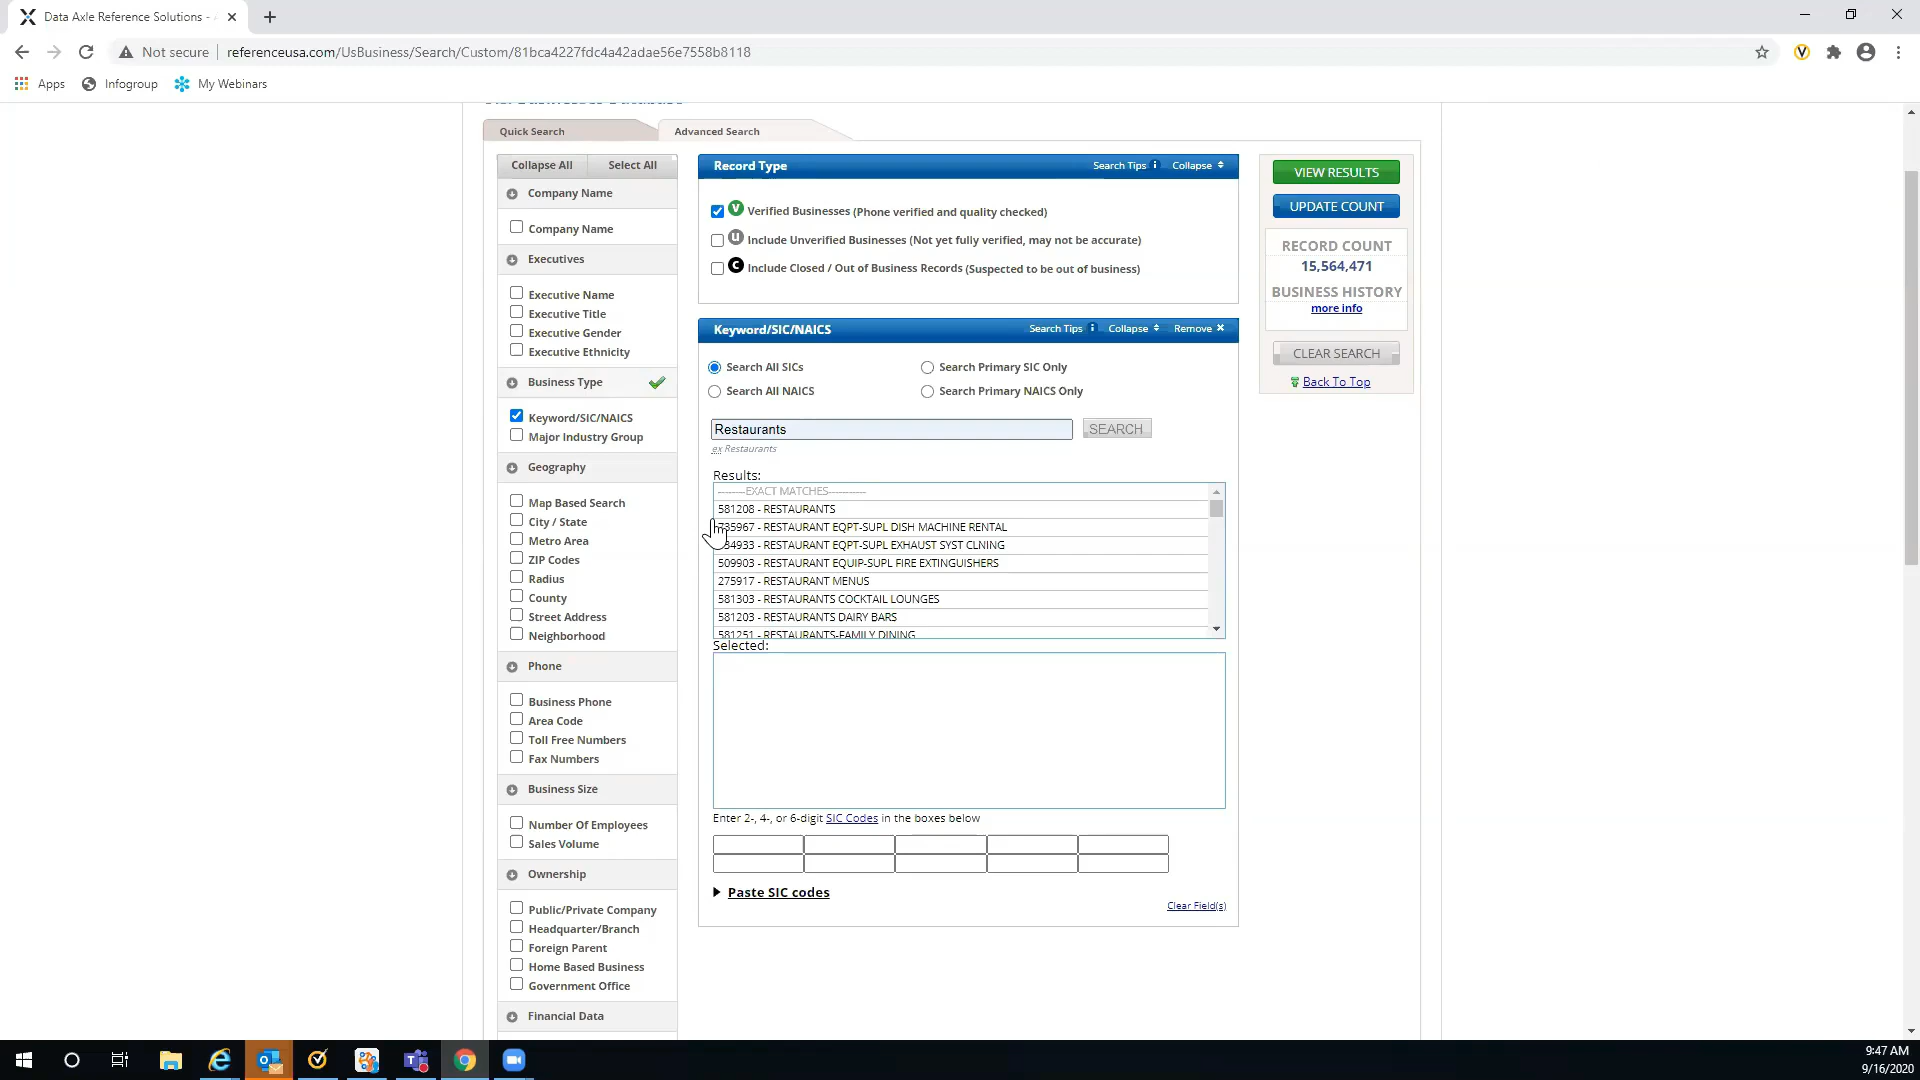 Data Axle Reference Solutions -
Not secure
referenceusa.com/UsBusiness/Search/Custom/81bca4227fdc4a42adae56e7558b8118
Apps
Infogroup
My Webinars
Quick Search
Advanced Search
Collapse All
Select All
Company Name
Company Name
Executives
Executive Name
Executive Title
Executive Gender
Executive Ethnicity
Business Type
Keyword/SIC/NAICS
Major Industry Group
Geography
Map Based Search
City / State
Metro Area
ZIP Codes
Radius
County
Street Address
Neighborhood
Phone
Business Phone
Area Code
Toll Free Numbers
Fax Numbers
Business Size
Number Of Employees
Sales Volume
Ownership
Public/Private Company
Headquarter/Branch
Foreign Parent
Home Based Business
Government Office
Financial Data
Record Type
Search Tips i
Collapse
V Verified Businesses (Phone verified and quality checked)
U Include Unverified Businesses (Not yet fully verified, may not be accurate)
C Include Closed / Out of Business Records (Suspected to be out of business)
Keyword/SIC/NAICS
Search Tips i
Collapse
Remove
Search All SICs
Search Primary SIC Only
Search All NAICS
Search Primary NAICS Only
Restaurants
SEARCH
ex Restaurants
Results:
--------EXACT MATCHES-----------
581208 - RESTAURANTS
RESTAURANT EQPT-SUPL DISH MACHINE RENTAL
RESTAURANT EQPT-SUPL EXHAUST SYST CLNING
509903 - RESTAURANT EQUIP-SUPL FIRE EXTINGUISHERS
275917 - RESTAURANT MENUS
581303 - RESTAURANTS COCKTAIL LOUNGES
581203 - RESTAURANTS DAIRY BARS
581251 - RESTAURANTS-FAMILY DINING
Selected:
Enter 2-, 4-, or 6-digit SIC Codes in the boxes below
Paste SIC codes
Clear Field(s)
VIEW RESULTS
UPDATE COUNT
RECORD COUNT
15,564,471
BUSINESS HISTORY
more info
CLEAR SEARCH
Back To Top
9:47 AM
9/16/2020